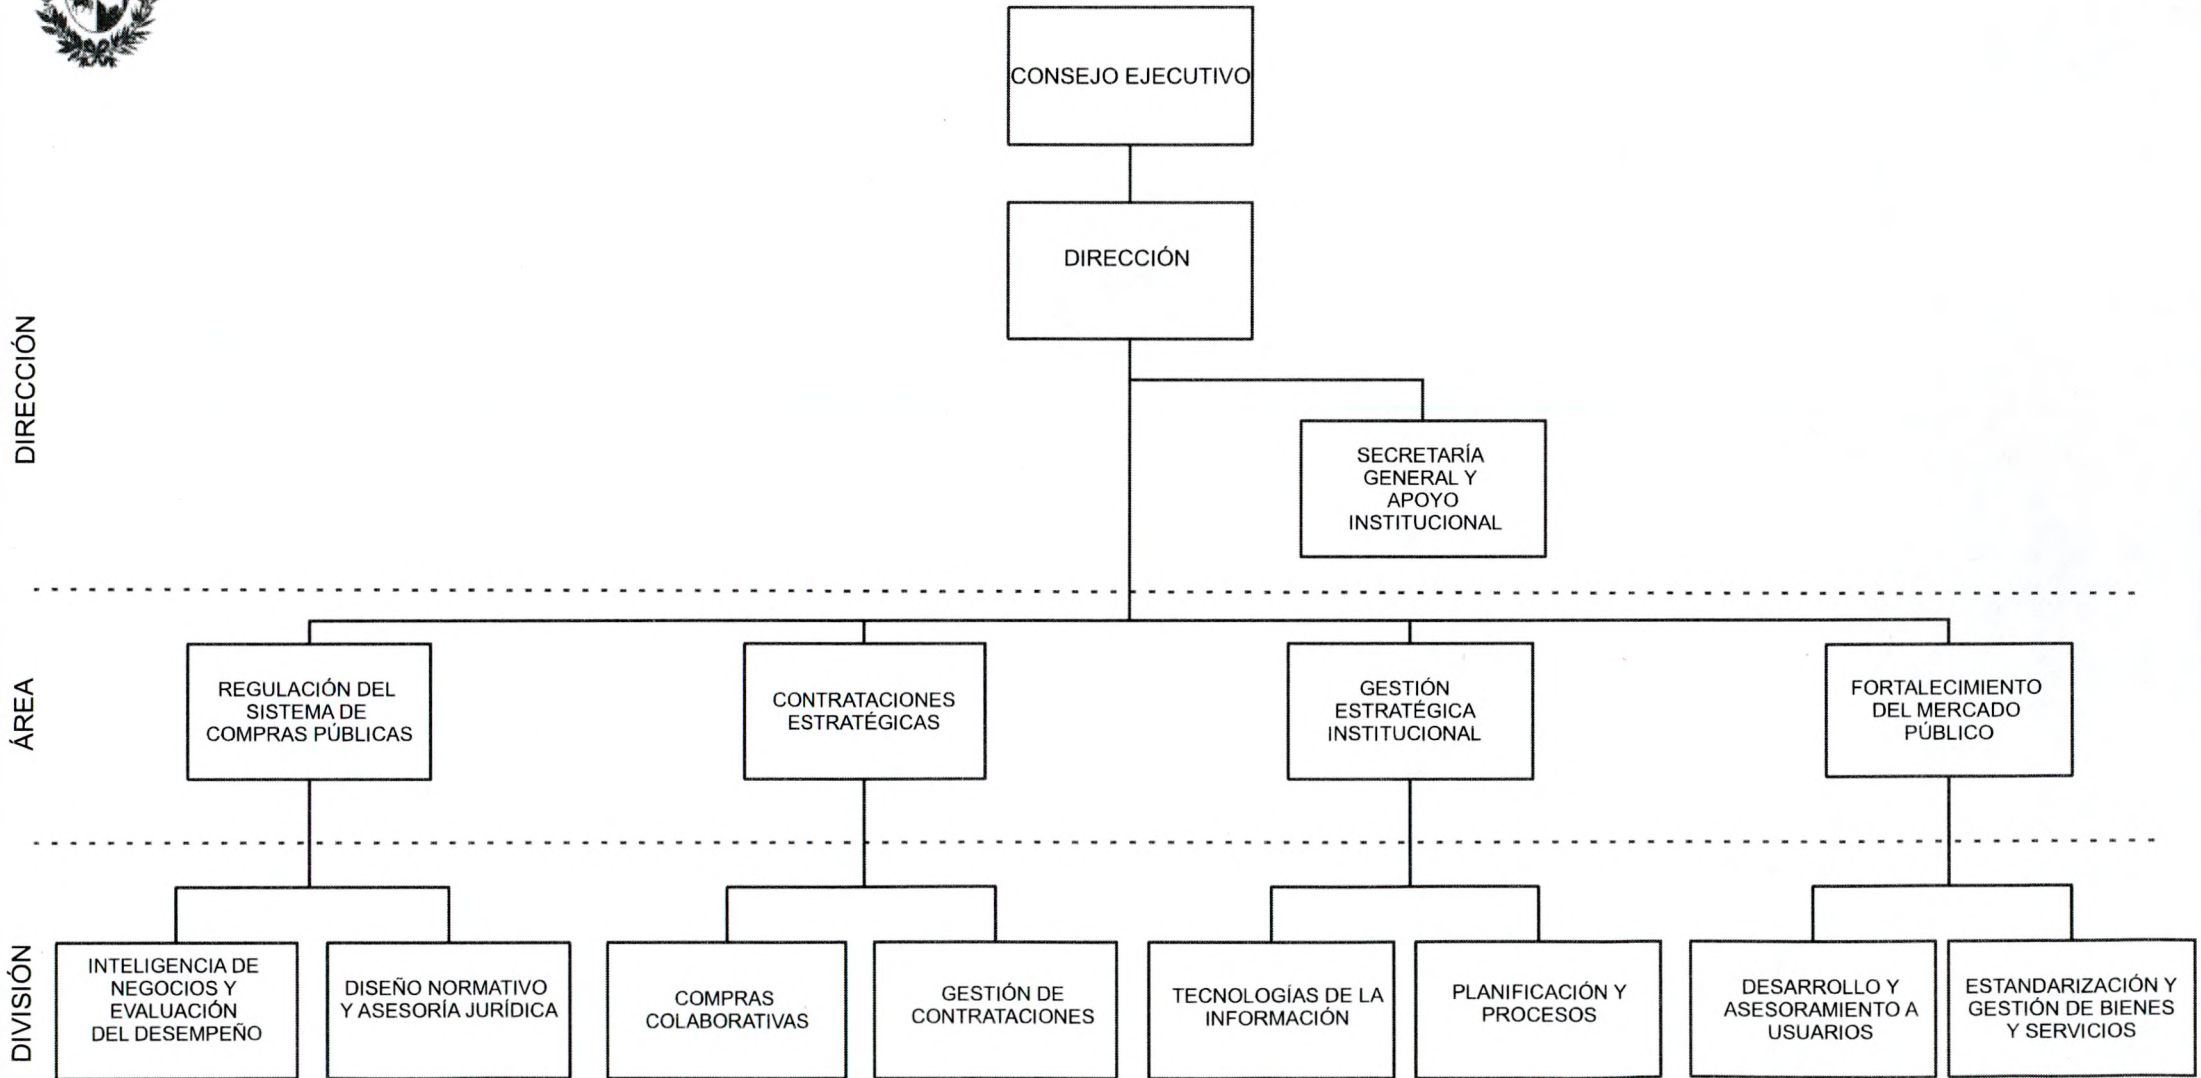 CONSEJO EJECUTIVO
DIRECCIÓN
DIRECCIÓN
SECRETARÍA
GENERAL Y
APOYO
INSTITUCIONAL
ÁREA
REGULACIÓN DEL
SISTEMA DE
COMPRAS PÚBLICAS
CONTRATACIONES
ESTRATÉGICAS
GESTIÓN
ESTRATÉGICA
INSTITUCIONAL
FORTALECIMIENTO
DEL MERCADO
PÚBLICO
DIVISIÓN
INTELIGENCIA DE
NEGOCIOS Y
EVALUACIÓN
DEL DESEMPEÑO
DISEÑO NORMATIVO
Y ASESORÍA JURÍDICA
COMPRAS
COLABORATIVAS
GESTIÓN DE
CONTRATACIONES
TECNOLOGÍAS DE LA
INFORMACIÓN
PLANIFICACIÓN Y
PROCESOS
DESARROLLO Y
ASESORAMIENTO A
USUARIOS
ESTANDARIZACIÓN Y
GESTIÓN DE BIENES
Y SERVICIOS